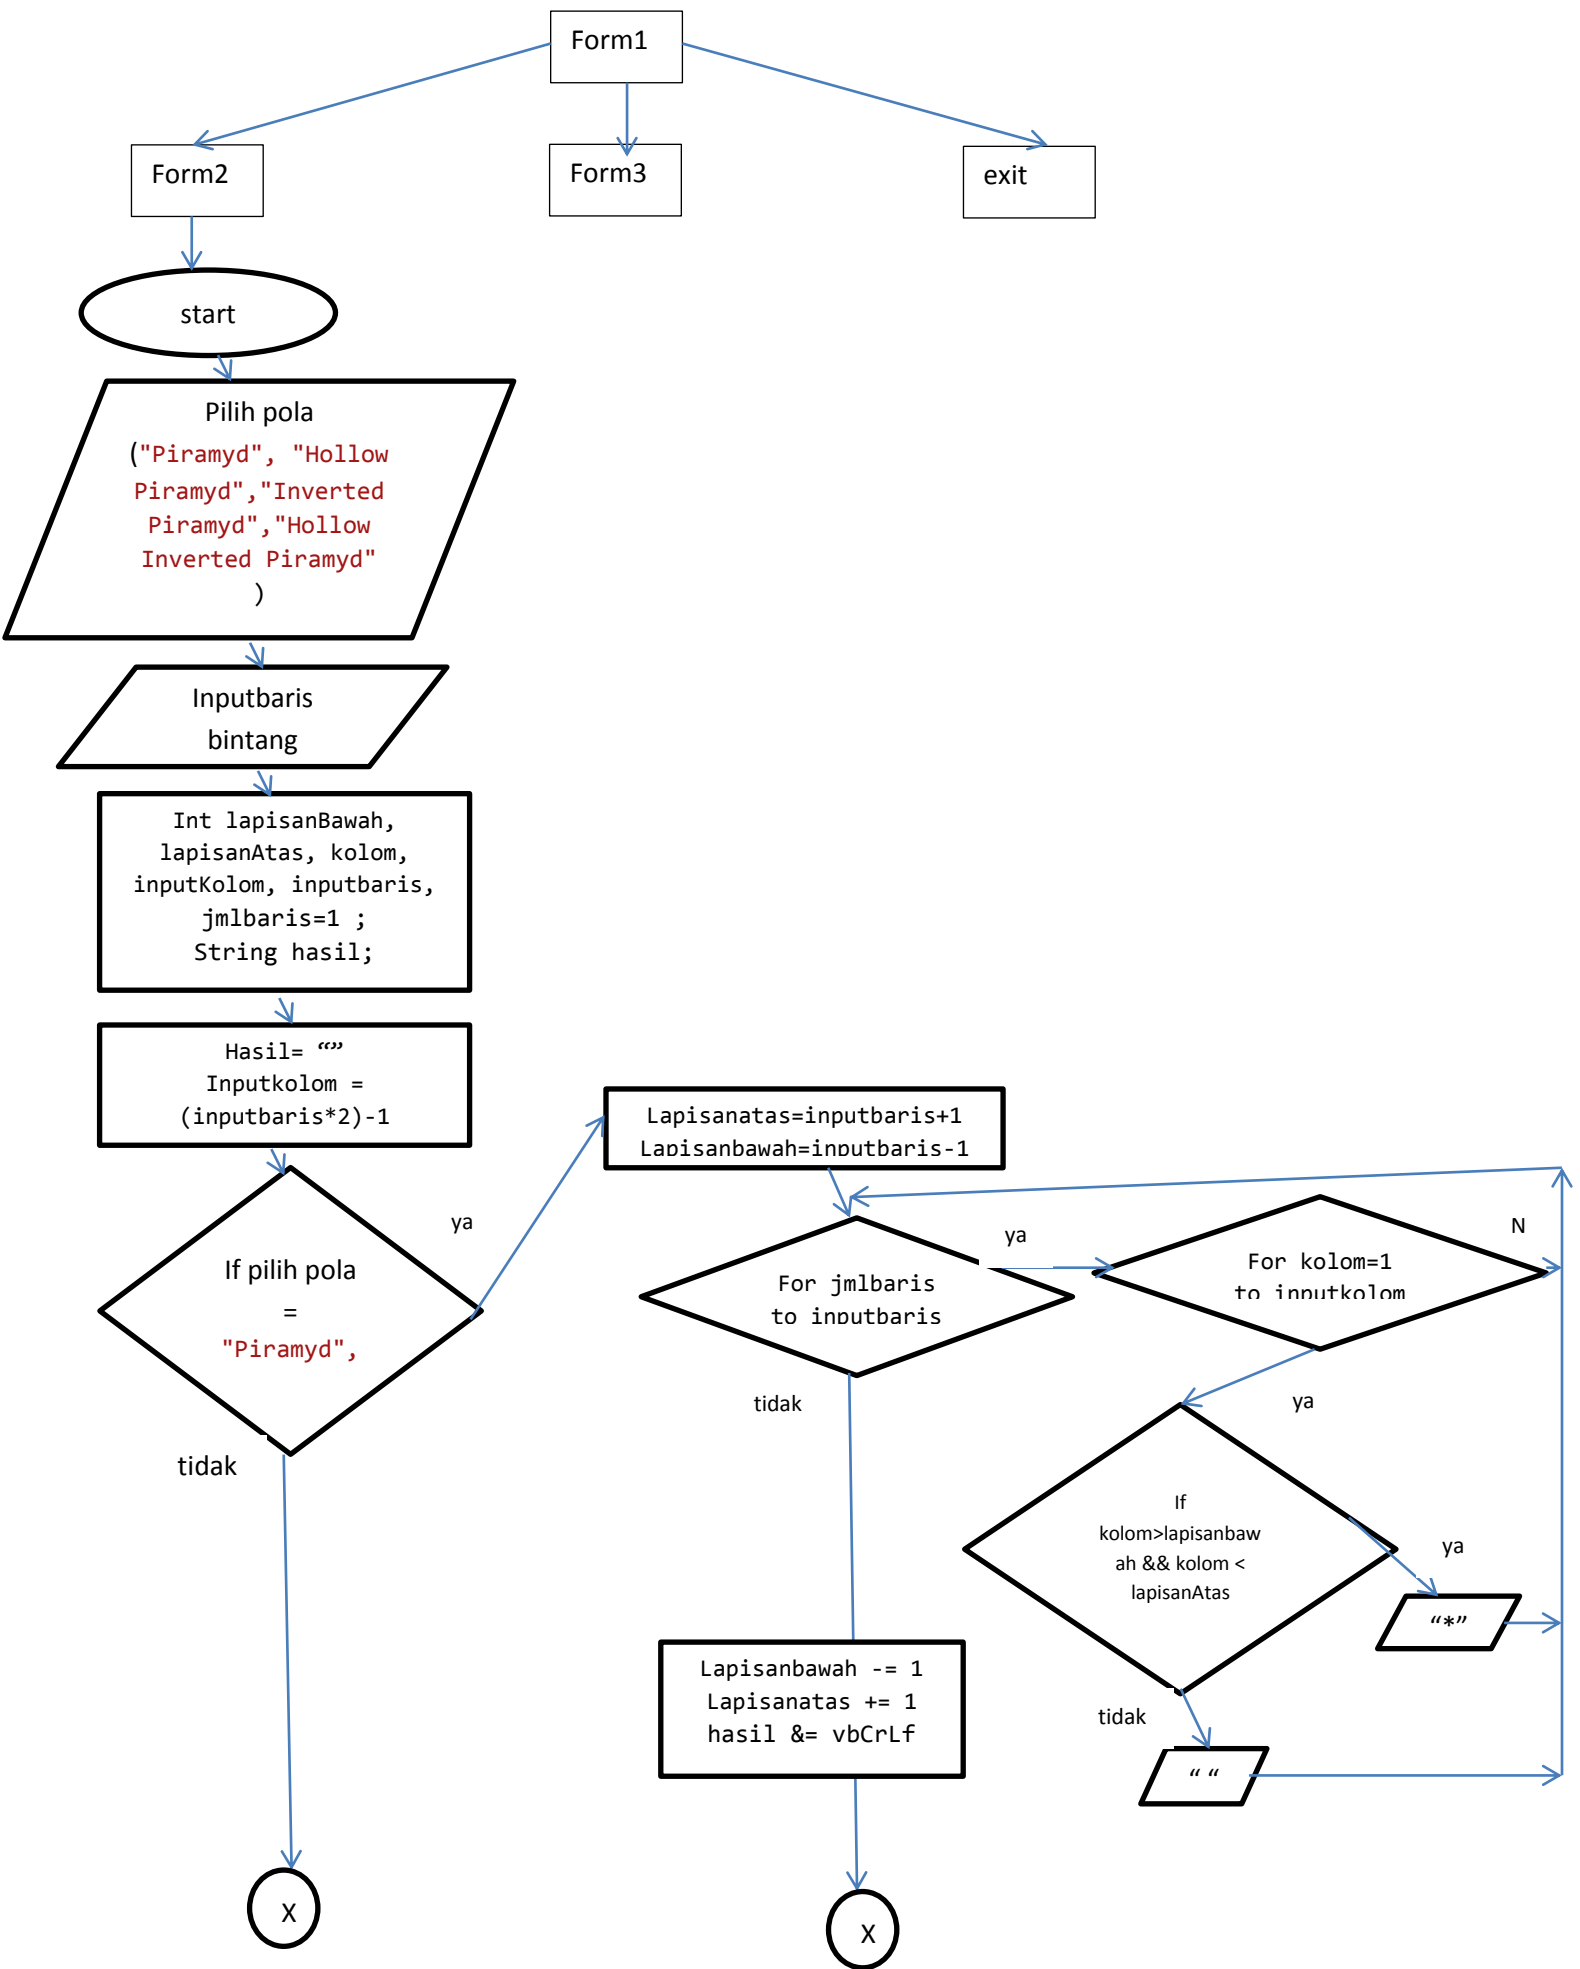 Form1
Form2
Form3
exit
start
Pilih pola
("Piramyd", "Hollow
Piramyd","Inverted
Piramyd","Hollow
Inverted Piramyd"
)
Inputbaris
bintang
Int lapisanBawah,
lapisanAtas, kolom,
inputKolom, inputbaris,
jmlbaris=1 ;
String hasil;
Hasil= “”
Inputkolom =
(inputbaris*2)-1
If pilih pola
=
"Piramyd",
ya
tidak
X
Lapisanatas=inputbaris+1
Lapisanbawah=inputbaris-1
For jmlbaris
to inputbaris
ya
tidak
For kolom=1
to inputkolom
N
ya
If
kolom>lapisanbaw
ah && kolom <
lapisanAtas
ya
“*”
tidak
“ “
Lapisanbawah -= 1
Lapisanatas += 1
hasil &= vbCrLf
X